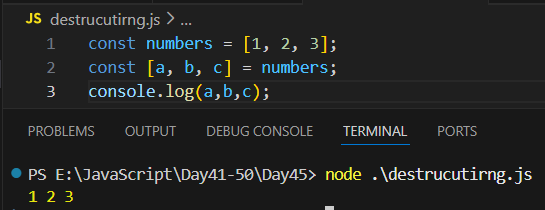 JS destrucutirng.js > ...
1 const numbers = [1, 2, 3];
2 const [a, b, c] = numbers;
3 console.log(a,b,c);
PROBLEMS OUTPUT DEBUG CONSOLE TERMINAL PORTS
PS E:\JavaScript\Day41-50\Day45> node .\destrucutirng.js
1 2 3